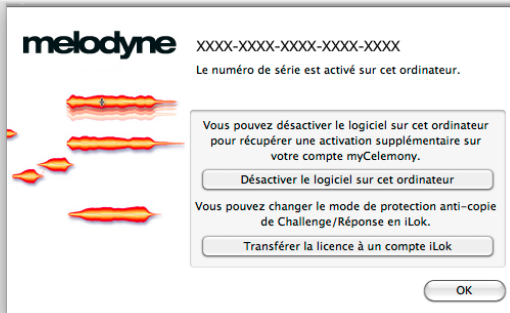 melodyne
XXXX-XXXX-XXXX-XXXX-XXXX
Le numéro de série est activé sur cet ordinateur.
Vous pouvez désactiver le logiciel sur cet ordinateur
pour récupérer une activation supplémentaire sur
votre compte myCelemony.
Désactiver le logiciel sur cet ordinateur
Vous pouvez changer le mode de protection anti-copie
de Challenge/Réponse en iLok.
Transférer la licence à un compte iLok
OK